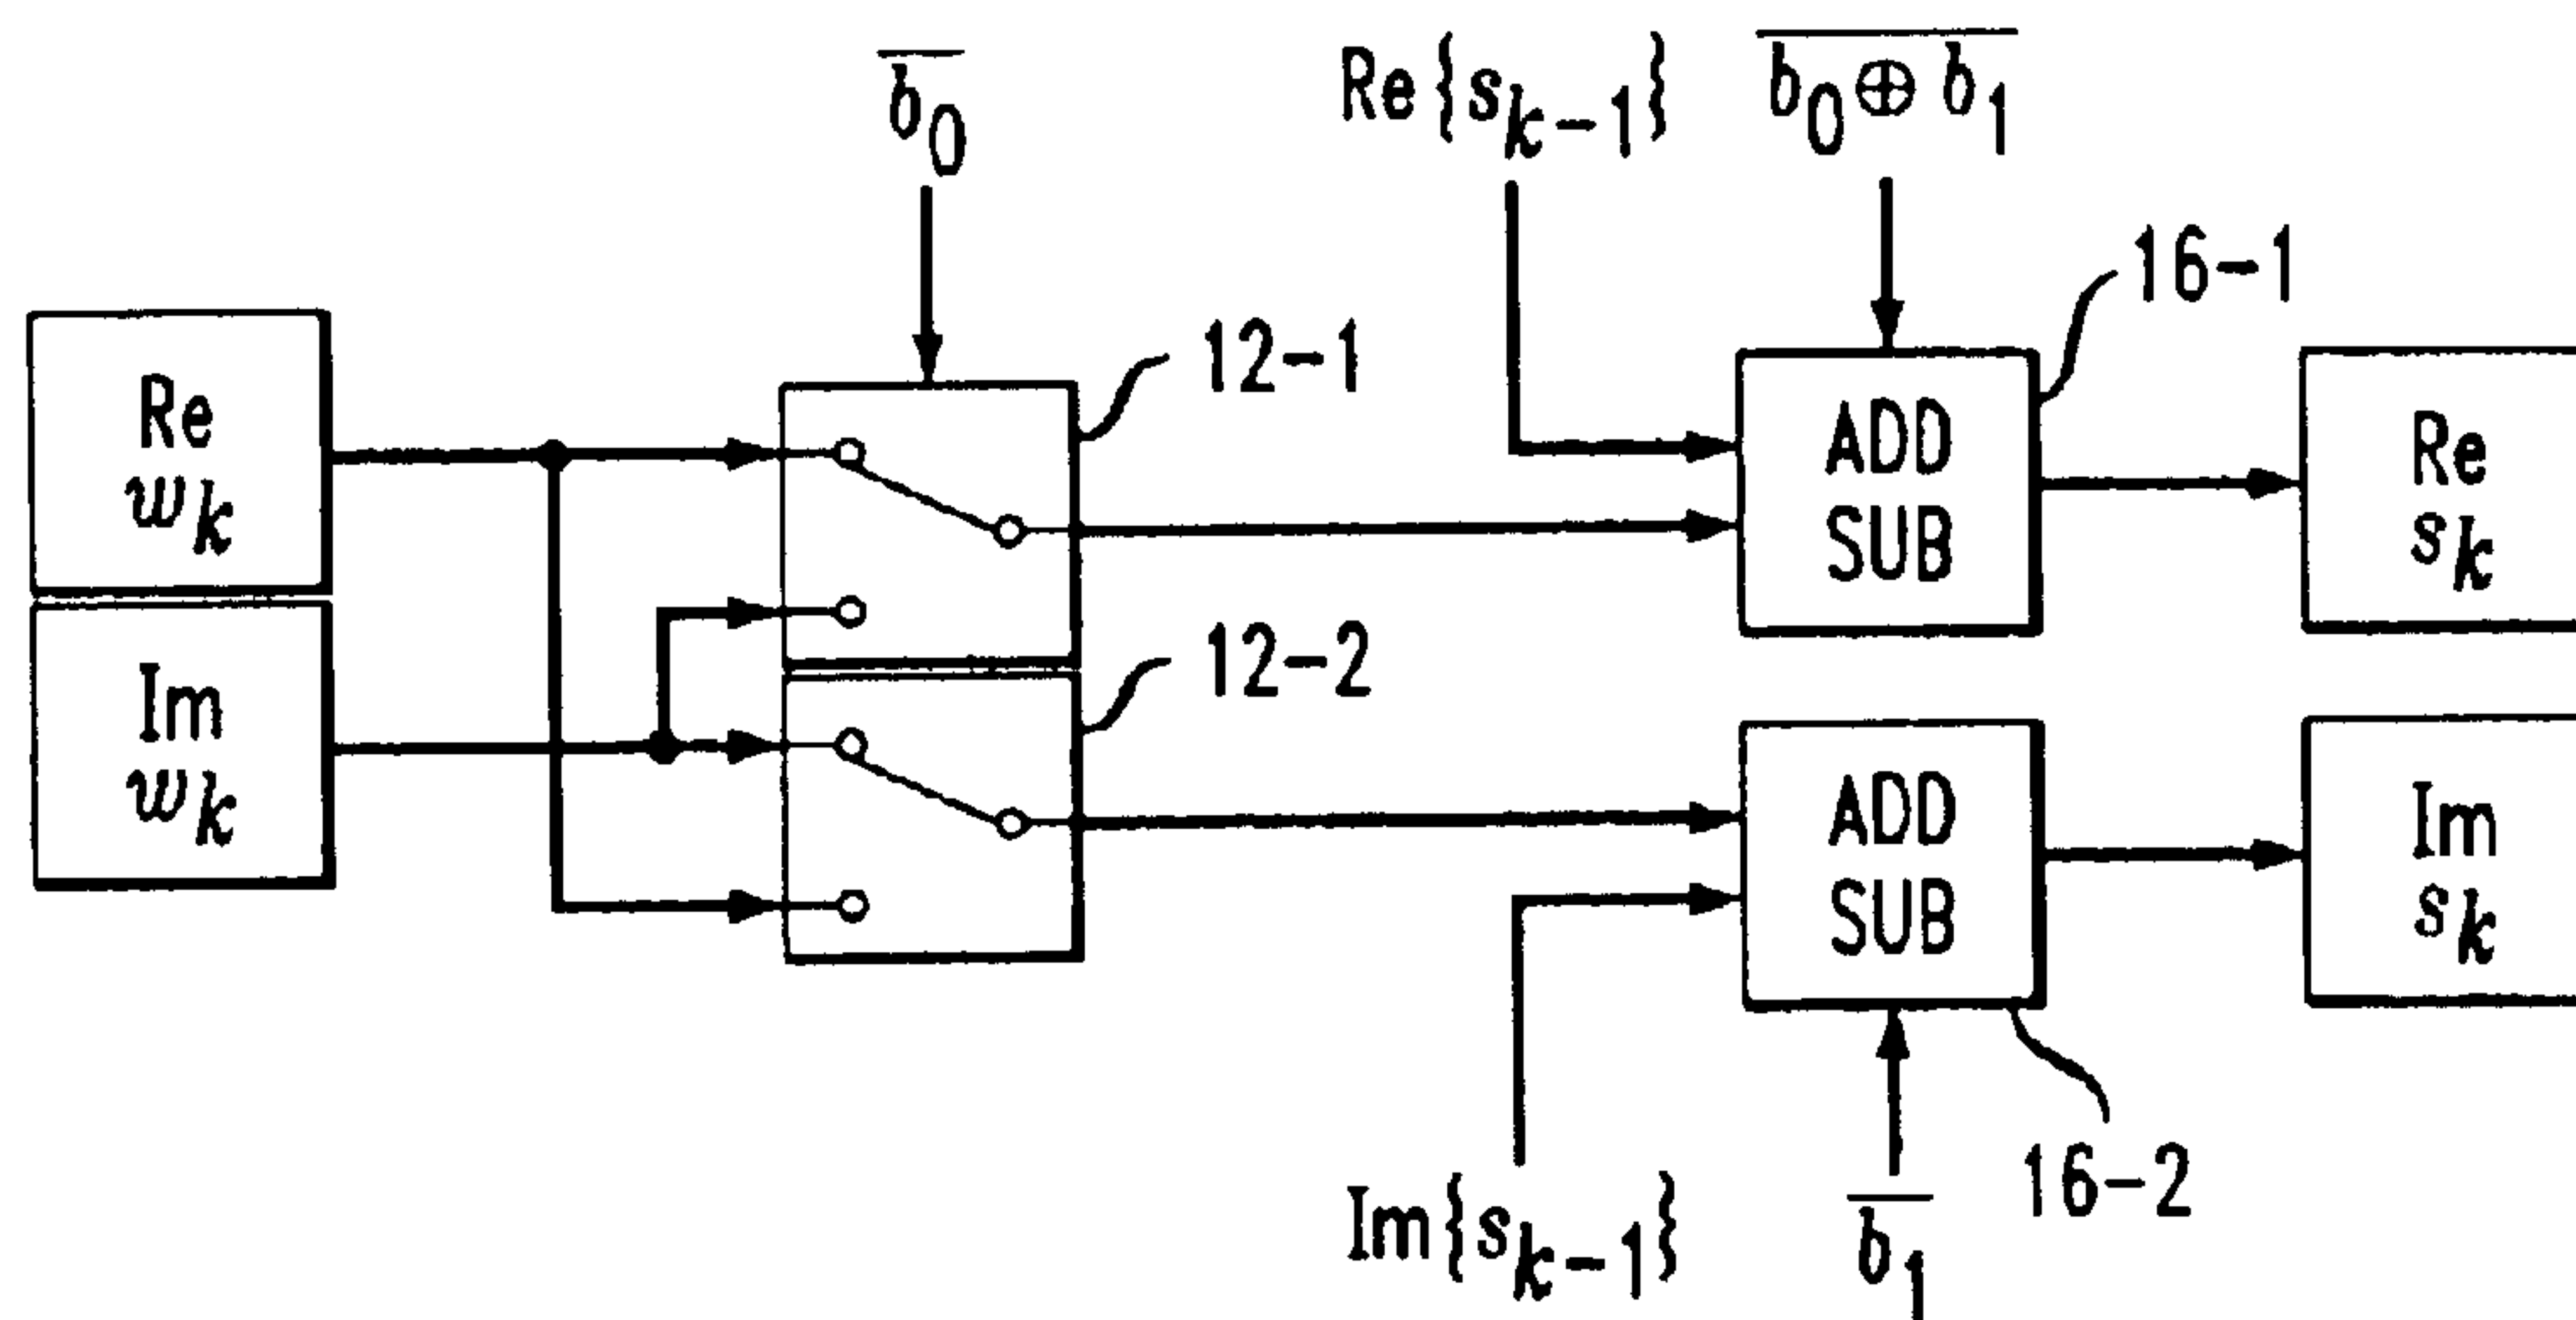 b̅₀
Re{sₖ₋₁}
b₀ ⊕ b₁ (overline)
16-1
12-1
Re
wₖ
ADD
SUB
Re
sₖ
12-2
Im
wₖ
ADD
SUB
Im
sₖ
16-2
Im{sₖ₋₁}
b̅₁